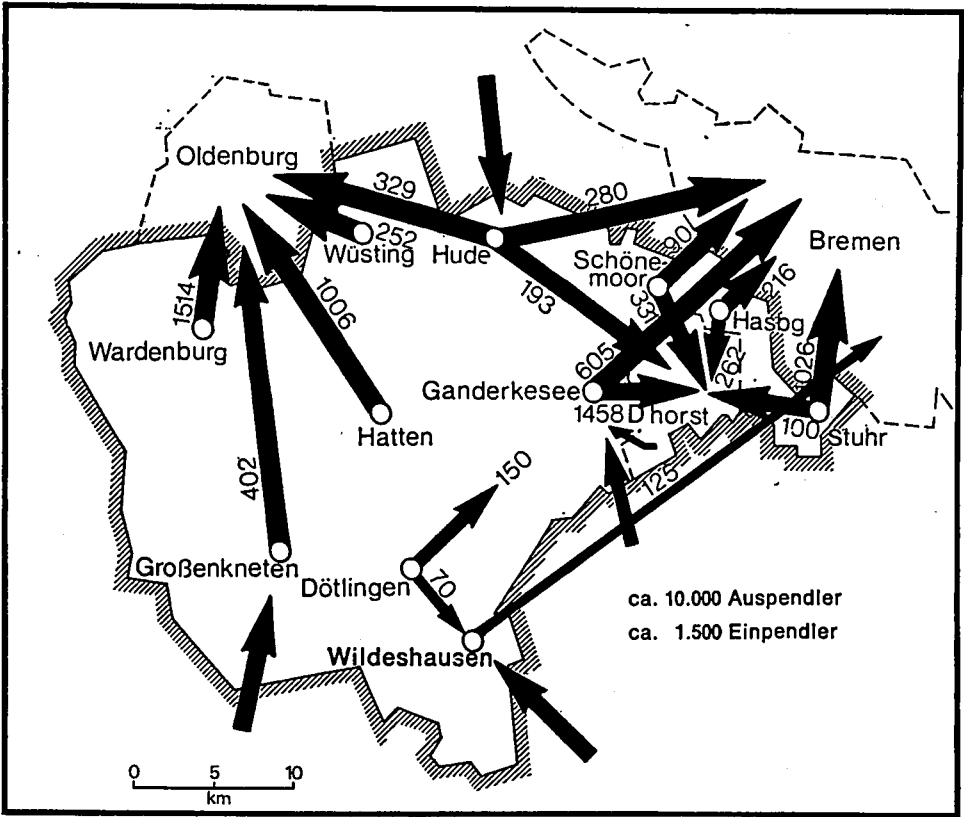 Oldenburg
329
280
252
Wüsting
Hude
Bremen
Schöne-
moor
901
216
193
337
Hasbg
1514
1006
Wardenburg
605
262
1026
Ganderkesee
1458
D'horst
100
Stuhr
Hatten
402
150
125
Großenkneten
Dötlingen
70
ca. 10.000 Auspendler
ca. 1.500 Einpendler
Wildeshausen
0 5 10
km